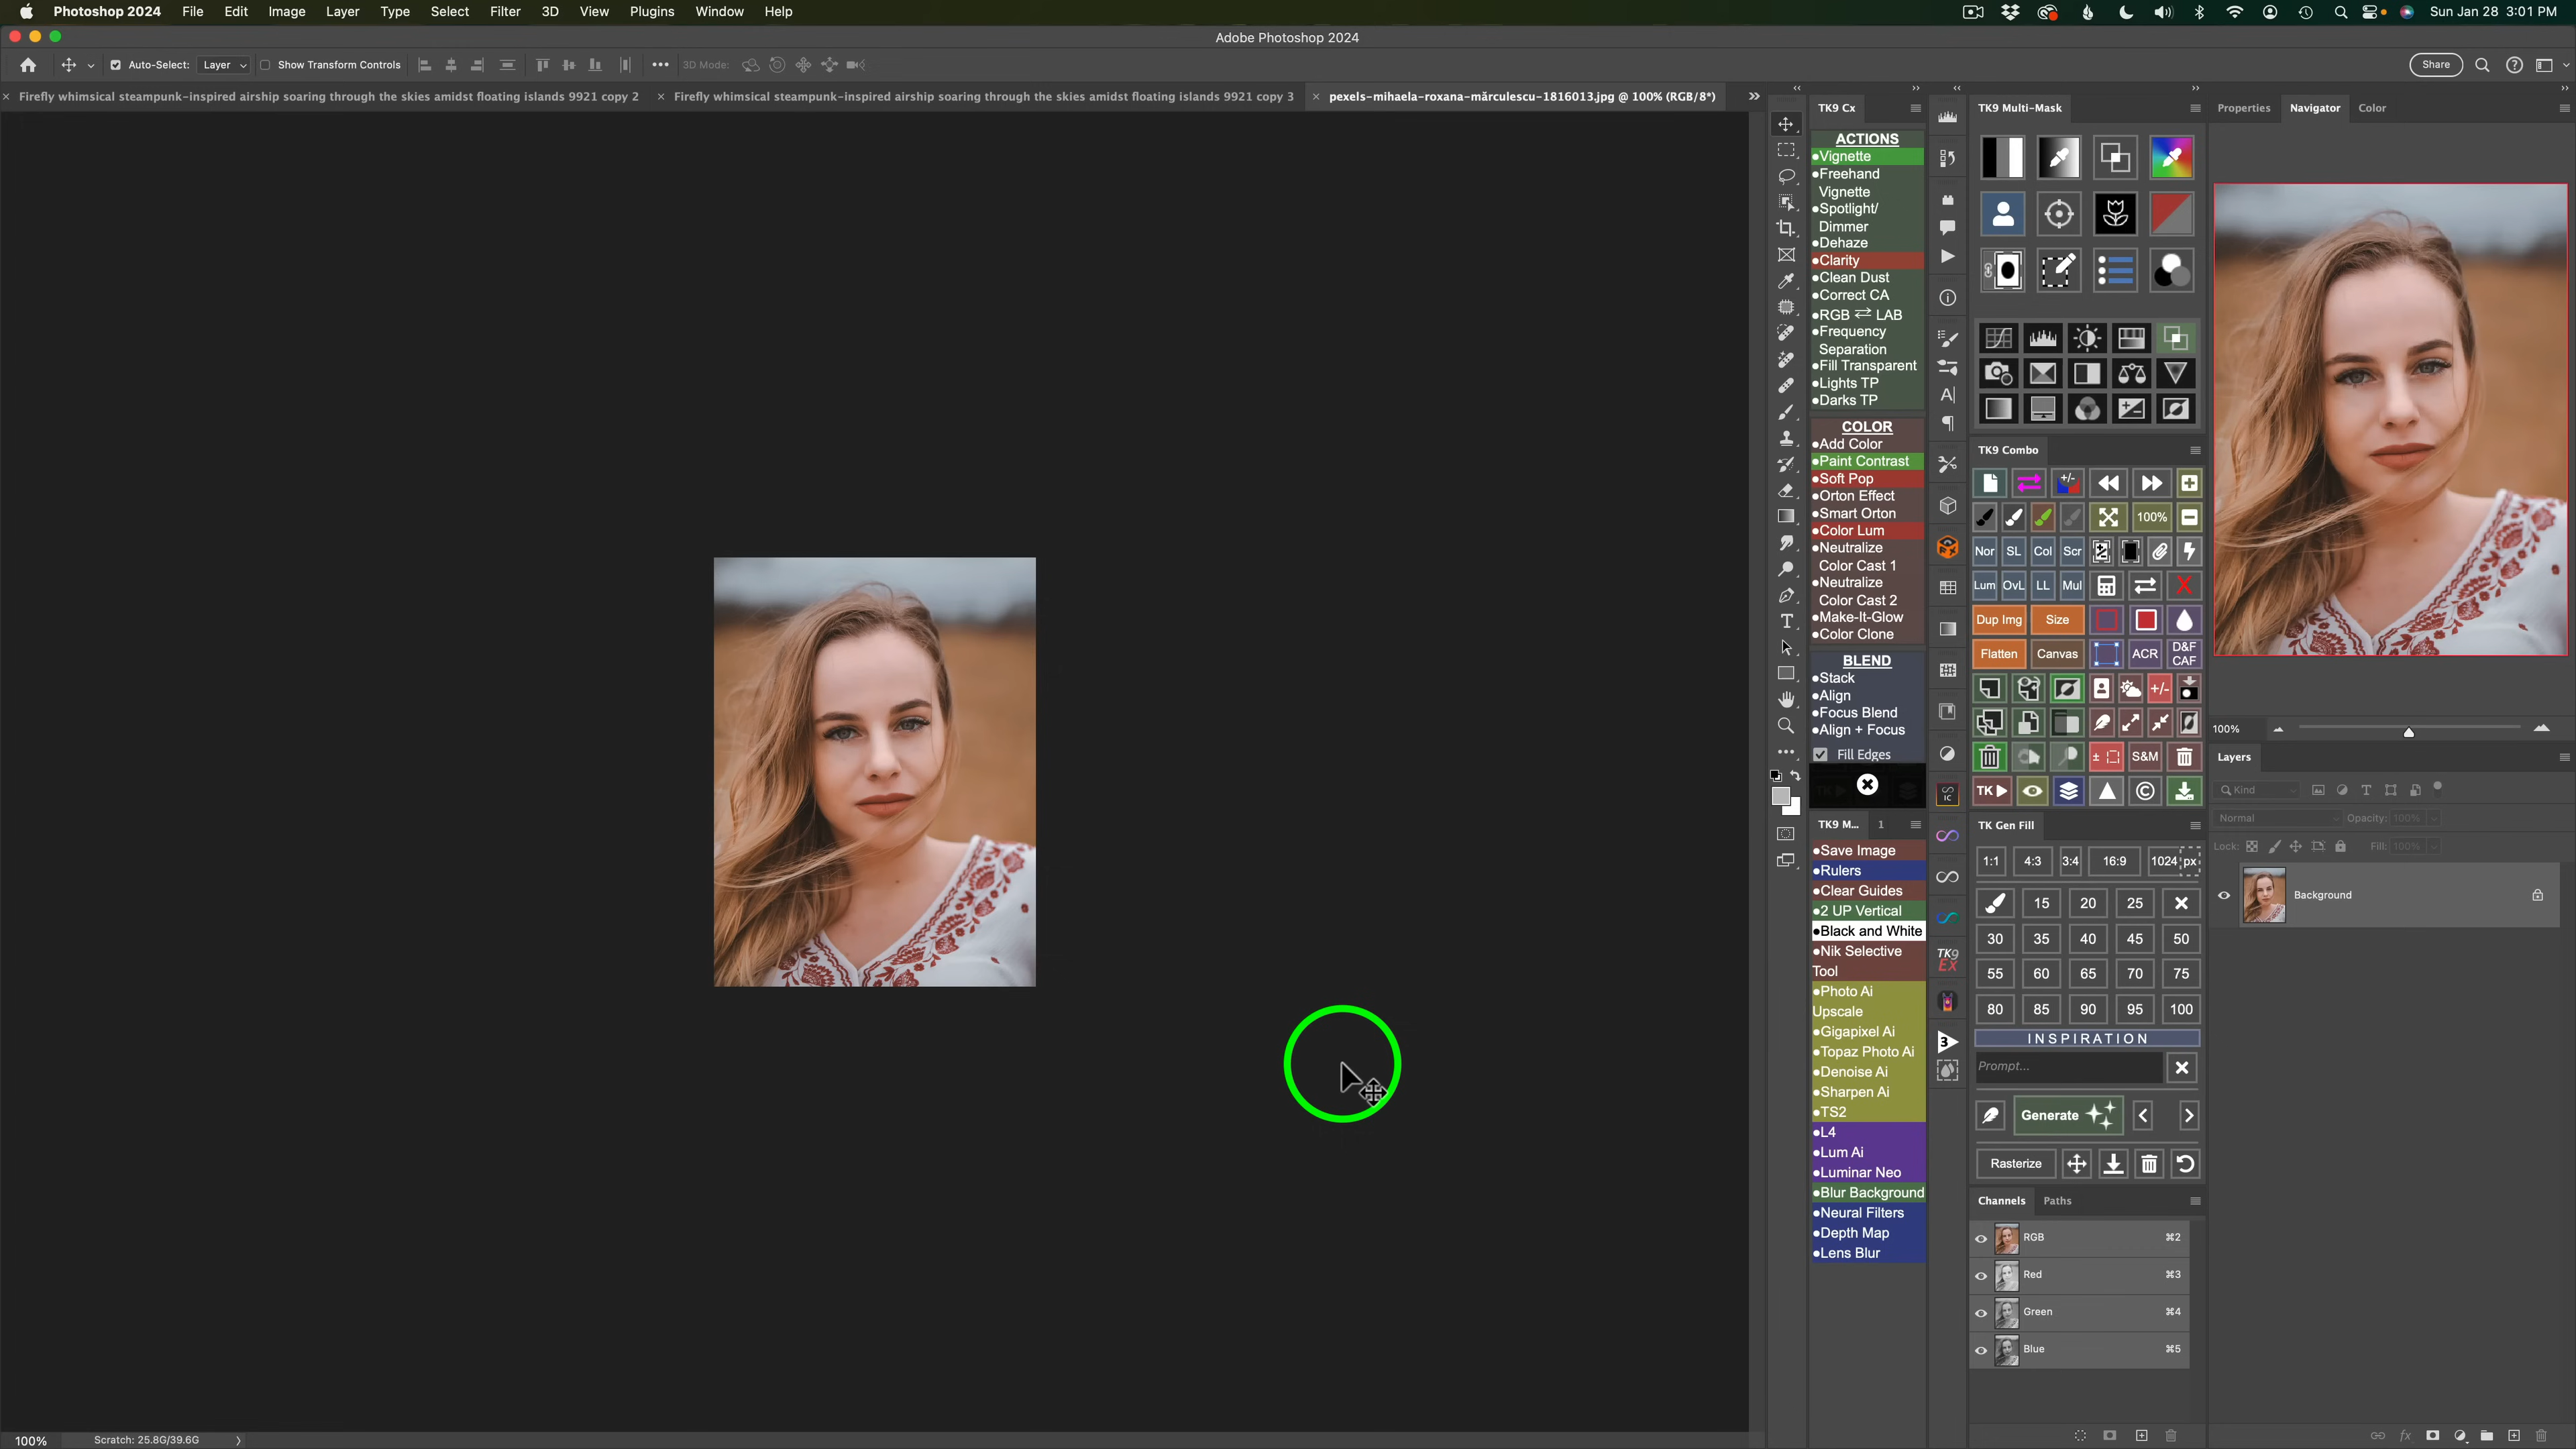 Photoshop 2024 File Edit Image Layer Type Select Filter 3D View Plugins Window Help Sun Jan 28 3:01 PM
Adobe Photoshop 2024
Auto-Select: Layer Show Transform Controls ••• 3D Mode: Share
Firefly whimsical steampunk-inspired airship soaring through the skies amidst floating islands 9921 copy 2
Firefly whimsical steampunk-inspired airship soaring through the skies amidst floating islands 9921 copy 3
pexels-mihaela-roxana-mărculescu-1816013.jpg @ 100% (RGB/8*)
TK9 Cx
ACTIONS
●Vignette
●Freehand
Vignette
●Spotlight/
Dimmer
●Dehaze
●Clarity
●Clean Dust
●Correct CA
●RGB ⇄ LAB
●Frequency
Separation
●Fill Transparent
●Lights TP
●Darks TP
COLOR
●Add Color
●Paint Contrast
●Soft Pop
●Orton Effect
●Smart Orton
●Color Lum
●Neutralize
Color Cast 1
●Neutralize
Color Cast 2
●Make-It-Glow
●Color Clone
BLEND
●Stack
●Align
●Focus Blend
●Align + Focus
Fill Edges
TK9 M... 1
●Save Image
●Rulers
●Clear Guides
●2 UP Vertical
●Black and White
●Nik Selective
Tool
●Photo Ai
Upscale
●Gigapixel Ai
●Topaz Photo Ai
●Denoise Ai
●Sharpen Ai
●TS2
●L4
●Lum Ai
●Luminar Neo
●Blur Background
●Neural Filters
●Depth Map
●Lens Blur
IC
TK9
EX
3
TK9 Multi-Mask
TK9 Combo
+/-
100%
Nor SL Col Scr
Lum OvL LL Mul X
Dup Img Size
Flatten Canvas ACR D&F
CAF
+/-
± S&M
TK ©
TK Gen Fill
1:1 4:3 3:4 16:9 1024 px
15 20 25
30 35 40 45 50
55 60 65 70 75
80 85 90 95 100
INSPIRATION
Prompt...
Generate
Rasterize
Channels Paths
RGB ⌘2
Red ⌘3
Green ⌘4
Blue ⌘5
Properties Navigator Color
100%
Layers
Kind
Normal Opacity: 100%
Lock: Fill: 100%
Background
fx
100% Scratch: 25.8G/39.6G